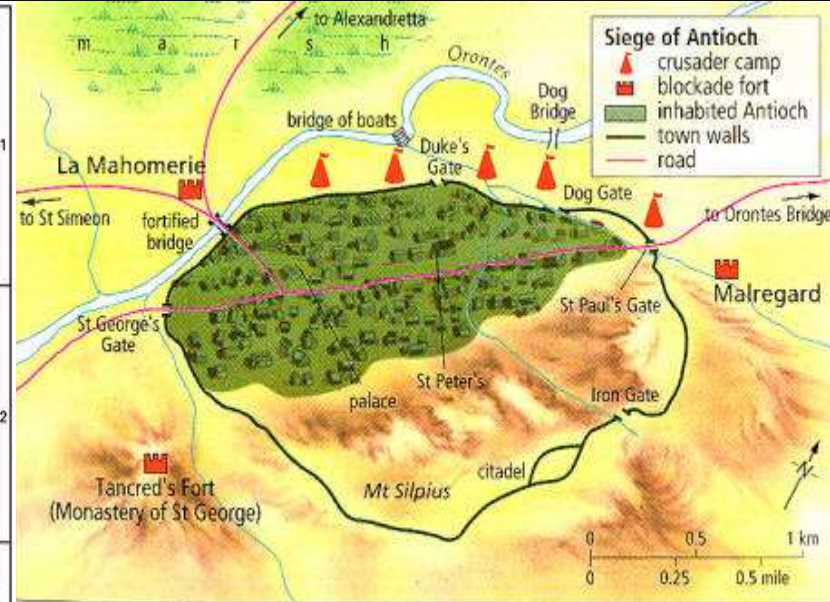 to Alexandretta
m a r s h
Orontes
Dog
Bridge
bridge of boats
Duke's
Gate
La Mahomerie
Dog Gate
to St Simeon
fortified
bridge
to Orontes Bridge
Malregard
St Paul's Gate
St George's
Gate
St Peter's
Iron Gate
palace
citadel
Mt Silpius
Tancred's Fort
(Monastery of St George)
Siege of Antioch
crusader camp
blockade fort
inhabited Antioch
town walls
road
N
0 0.5 1 km
0 0.25 0.5 mile
1
2